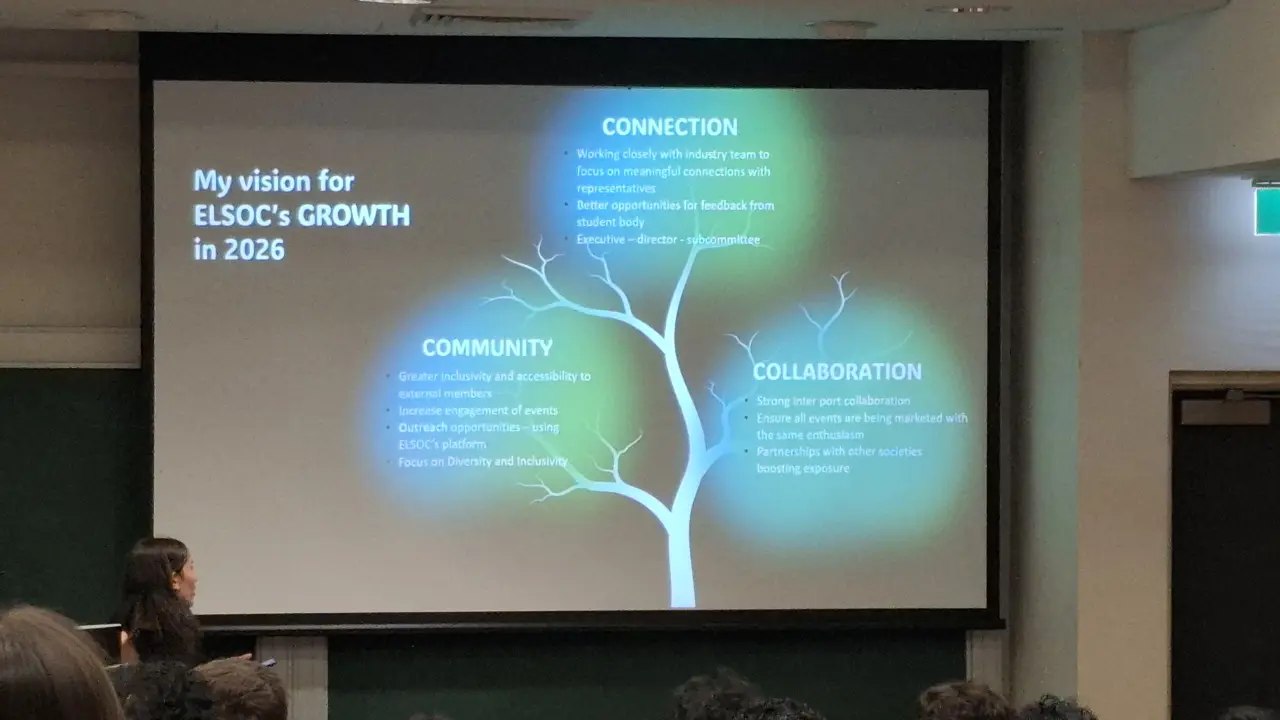 My vision for
ELSOC's GROWTH
in 2026
CONNECTION
• Working closely with industry team to
focus on meaningful connections with
representatives
• Better opportunities for feedback from
student body
• Executive – director - subcommittee
COMMUNITY
• Greater inclusivity and accessibility to
external members
• Increase engagement of events
• Outreach opportunities – using
ELSOC's platform
• Focus on Diversity and Inclusivity
COLLABORATION
• Strong inter port collaboration
• Ensure all events are being marketed with
the same enthusiasm
• Partnerships with other societies
boosting exposure